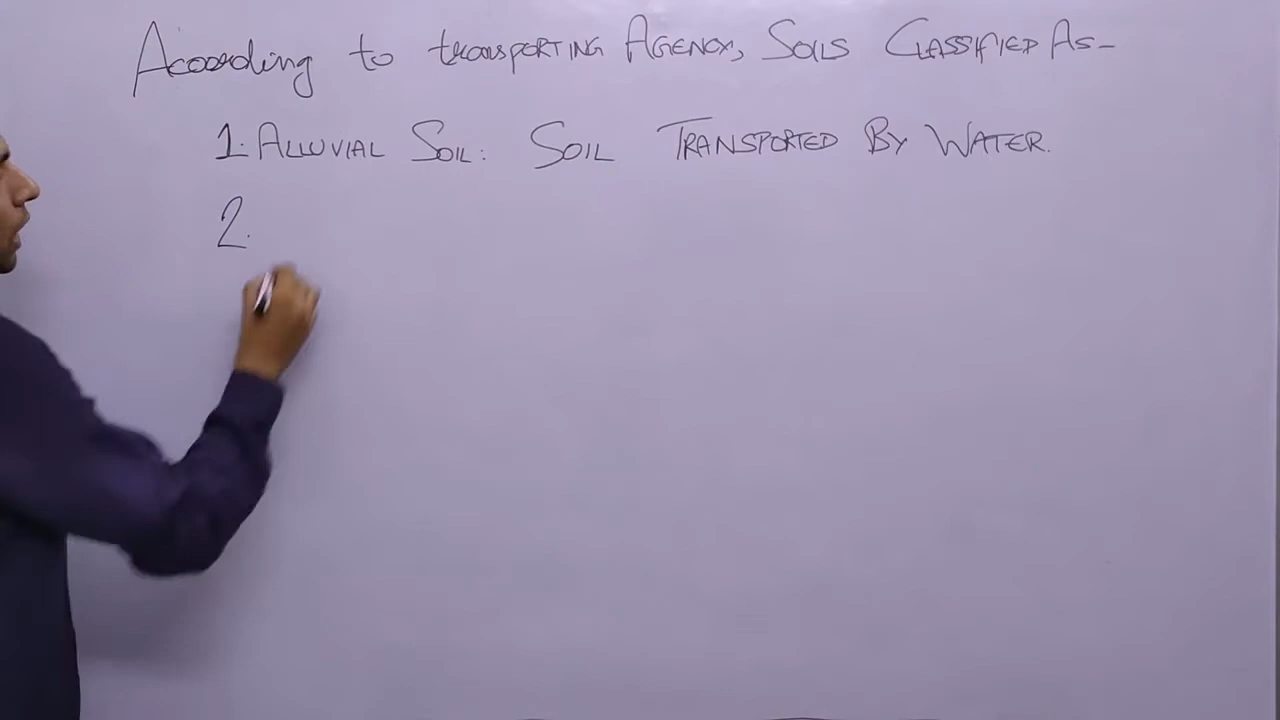 According to transporting Agency, Soils Classified As-
1. Alluvial Soil: Soil Transported By Water.
2.